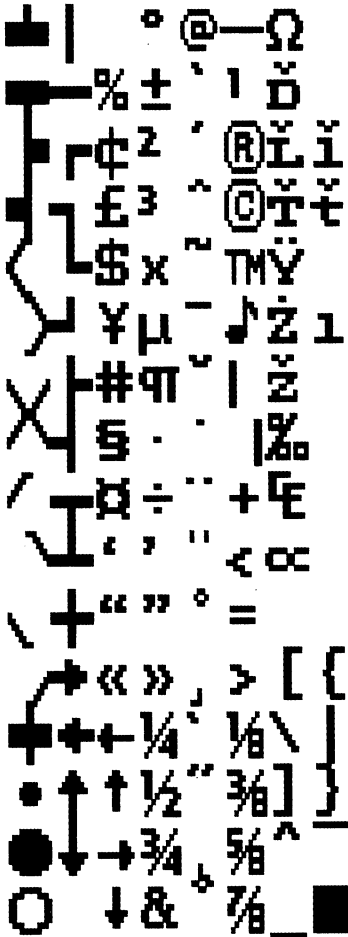 ° @ — Ω
% ± ` ¹ Ď
¢ ² ´ ® Ľ ǐ
£ ³ ^ © Ť ť
$ x ~ ™ Ÿ
¥ µ ¯ ♪ Ż ı
# ¶ ˘ | ž
§ · ˙ | ‰
¤ ÷ ¨ +
‘ ’ " < ∝
“ ” ° =
« » > [ {
← ¼ ` ⅛ \ |
● ↕ ↑ ½ ˝ ⅜ ] }
● → ¾ ⅝ ^ ‾
O ↓ & ⅞ _ █